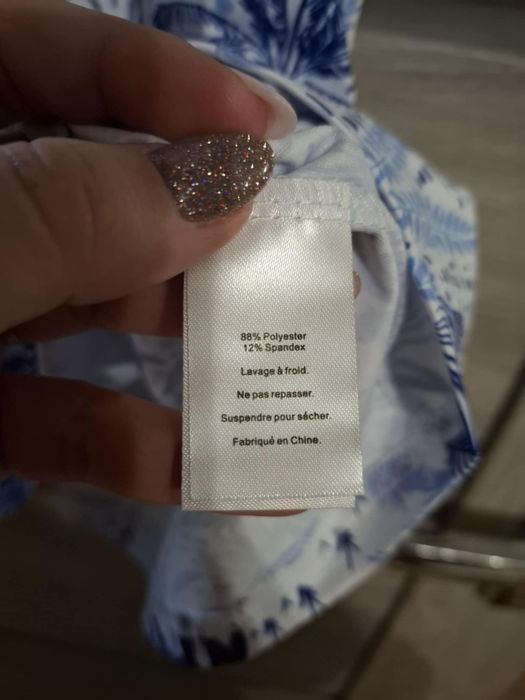 88% Polyester
12% Spandex
Lavage à froid.
Ne pas repasser.
Suspendre pour sécher.
Fabriqué en Chine.